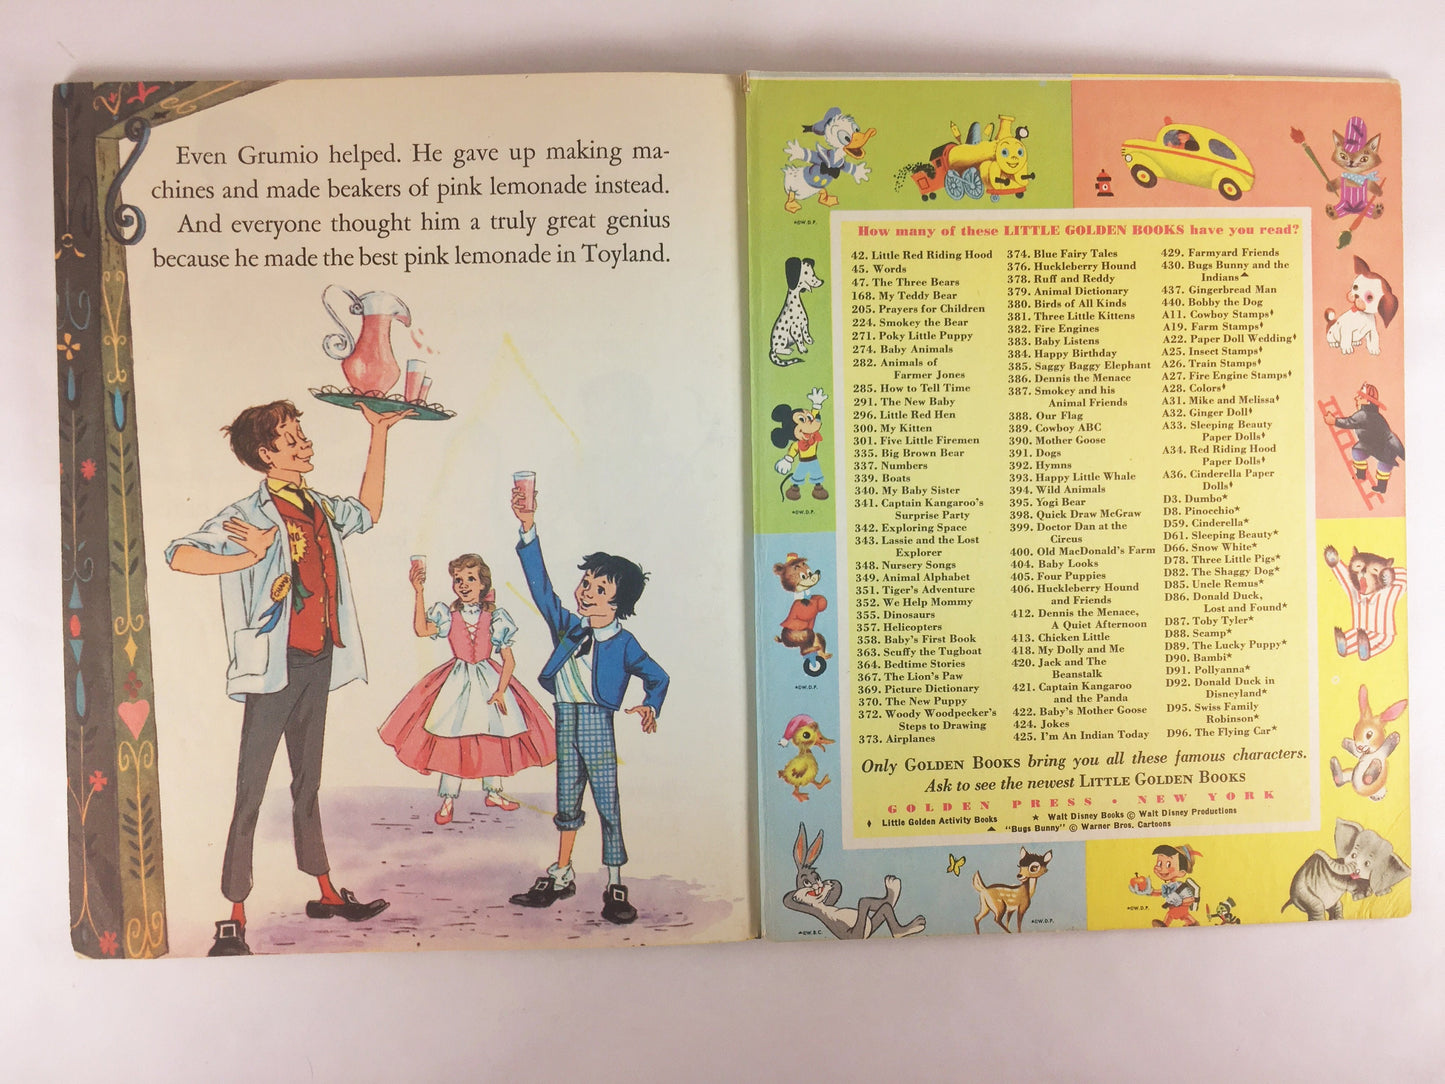 Even Grumio helped. He gave up making ma-
chines and made beakers of pink lemonade instead.
And everyone thought him a truly great genius
because he made the best pink lemonade in Toyland.
NO.
1
CHAMP
How many of these LITTLE GOLDEN BOOKS have you read?
42. Little Red Riding Hood
45. Words
47. The Three Bears
168. My Teddy Bear
205. Prayers for Children
224. Smokey the Bear
271. Poky Little Puppy
274. Baby Animals
282. Animals of
Farmer Jones
285. How to Tell Time
291. The New Baby
296. Little Red Hen
300. My Kitten
301. Five Little Firemen
335. Big Brown Bear
337. Numbers
339. Boats
340. My Baby Sister
341. Captain Kangaroo's
Surprise Party
342. Exploring Space
343. Lassie and the Lost
Explorer
348. Nursery Songs
349. Animal Alphabet
351. Tiger's Adventure
352. We Help Mommy
355. Dinosaurs
357. Helicopters
358. Baby's First Book
363. Scuffy the Tugboat
364. Bedtime Stories
367. The Lion's Paw
369. Picture Dictionary
370. The New Puppy
372. Woody Woodpecker's
Steps to Drawing
373. Airplanes
374. Blue Fairy Tales
376. Huckleberry Hound
378. Ruff and Reddy
379. Animal Dictionary
380. Birds of All Kinds
381. Three Little Kittens
382. Fire Engines
383. Baby Listens
384. Happy Birthday
385. Saggy Baggy Elephant
386. Dennis the Menace
387. Smokey and his
Animal Friends
388. Our Flag
389. Cowboy ABC
390. Mother Goose
391. Dogs
392. Hymns
393. Happy Little Whale
394. Wild Animals
395. Yogi Bear
398. Quick Draw McGraw
399. Doctor Dan at the
Circus
400. Old MacDonald's Farm
404. Baby Looks
405. Four Puppies
406. Huckleberry Hound
and Friends
412. Dennis the Menace,
A Quiet Afternoon
413. Chicken Little
418. My Dolly and Me
420. Jack and The
Beanstalk
421. Captain Kangaroo
and the Panda
422. Baby's Mother Goose
424. Jokes
425. I'm An Indian Today
429. Farmyard Friends
430. Bugs Bunny and the
Indians▲
437. Gingerbread Man
440. Bobby the Dog
A11. Cowboy Stamps♦
A19. Farm Stamps♦
A22. Paper Doll Wedding♦
A25. Insect Stamps♦
A26. Train Stamps♦
A27. Fire Engine Stamps♦
A28. Colors♦
A31. Mike and Melissa♦
A32. Ginger Doll♦
A33. Sleeping Beauty
Paper Dolls♦
A34. Red Riding Hood
Paper Dolls♦
A36. Cinderella Paper
Dolls♦
D3. Dumbo★
D8. Pinocchio★
D59. Cinderella★
D61. Sleeping Beauty★
D66. Snow White★
D78. Three Little Pigs★
D82. The Shaggy Dog★
D85. Uncle Remus★
D86. Donald Duck,
Lost and Found★
D87. Toby Tyler★
D88. Scamp★
D89. The Lucky Puppy★
D90. Bambi★
D91. Pollyanna★
D92. Donald Duck in
Disneyland★
D95. Swiss Family
Robinson★
D96. The Flying Car★
Only GOLDEN BOOKS bring you all these famous characters.
Ask to see the newest LITTLE GOLDEN BOOKS
GOLDEN PRESS • NEW YORK
♦ Little Golden Activity Books
★ Walt Disney Books © Walt Disney Productions
▲ "Bugs Bunny" © Warner Bros. Cartoons
★©W.D.P.
★©W.D.P.
★©W.D.P.
▲©W.B.C.
★©W.D.P.
★©W.D.P.